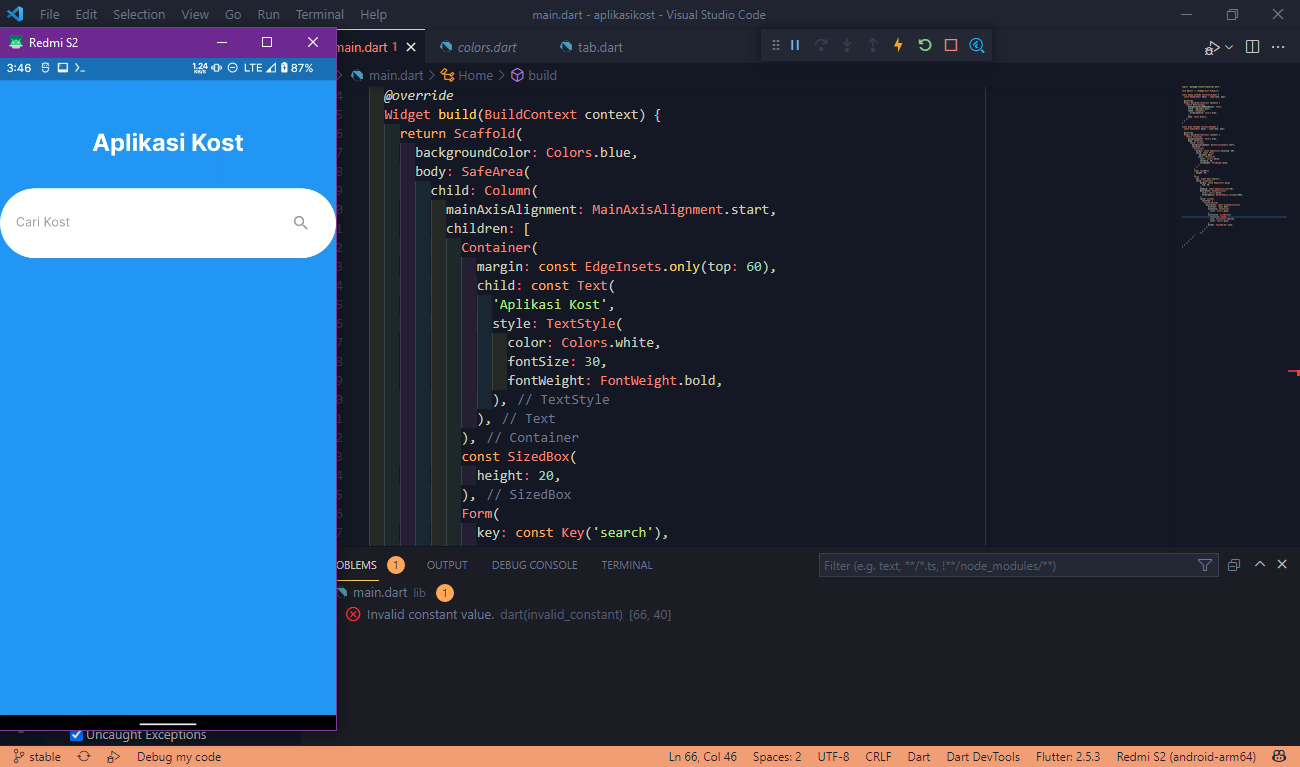 File Edit Selection View Go Run Terminal Help
main.dart - aplikasikost - Visual Studio Code
Redmi S2
3:46
1.24 KB/S LTE 87%
Aplikasi Kost
Cari Kost
main.dart 1
colors.dart
tab.dart
main.dart > Home > build
@override
Widget build(BuildContext context) {
return Scaffold(
backgroundColor: Colors.blue,
body: SafeArea(
child: Column(
mainAxisAlignment: MainAxisAlignment.start,
children: [
Container(
margin: const EdgeInsets.only(top: 60),
child: const Text(
'Aplikasi Kost',
style: TextStyle(
color: Colors.white,
fontSize: 30,
fontWeight: FontWeight.bold,
), // TextStyle
), // Text
), // Container
const SizedBox(
height: 20,
), // SizedBox
Form(
key: const Key('search'),
OBLEMS 1 OUTPUT DEBUG CONSOLE TERMINAL
Filter (e.g. text, **/*.ts, !**/node_modules/**)
main.dart lib 1
Invalid constant value. dart(invalid_constant) [66, 40]
Uncaught Exceptions
stable Debug my code Ln 66, Col 46 Spaces: 2 UTF-8 CRLF Dart Dart DevTools Flutter: 2.5.3 Redmi S2 (android-arm64)